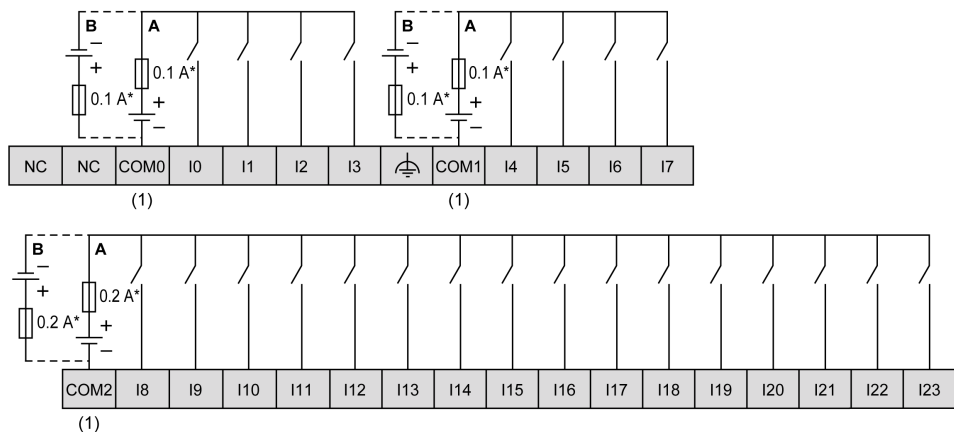 B − A B − A
+ 0.1 A* + 0.1 A*
0.1 A* + 0.1 A* +
− −
NC NC COM0 I0 I1 I2 I3 COM1 I4 I5 I6 I7
(1) (1)
B − A
+ 0.2 A*
0.2 A* +
−
COM2 I8 I9 I10 I11 I12 I13 I14 I15 I16 I17 I18 I19 I20 I21 I22 I23
(1)